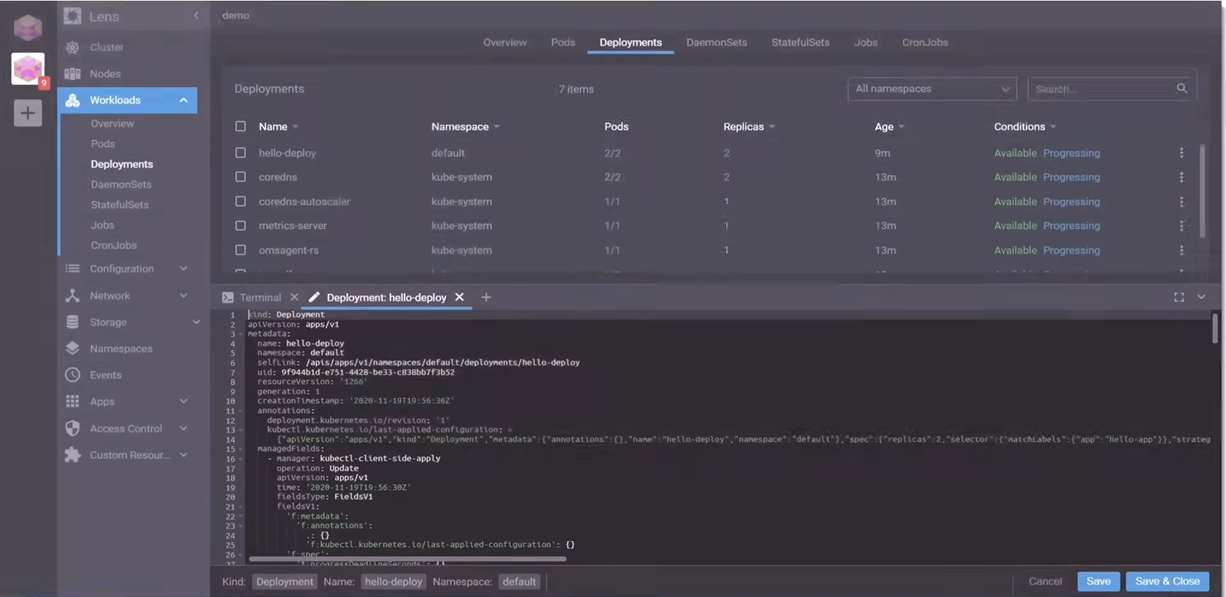 Lens
demo
9
Cluster
Nodes
Workloads
Overview
Pods
Deployments
DaemonSets
StatefulSets
Jobs
CronJobs
Configuration
Network
Storage
Namespaces
Events
Apps
Access Control
Custom Resour...
Overview Pods Deployments DaemonSets StatefulSets Jobs CronJobs
Deployments 7 items All namespaces Search...
Name Namespace Pods Replicas Age Conditions
hello-deploy default 2/2 2 9m Available Progressing
coredns kube-system 2/2 2 13m Available Progressing
coredns-autoscaler kube-system 1/1 1 13m Available Progressing
metrics-server kube-system 1/1 1 13m Available Progressing
omsagent-rs kube-system 1/1 1 13m Available Progressing
Terminal Deployment: hello-deploy
1 kind: Deployment
2 apiVersion: apps/v1
3 metadata:
4 name: hello-deploy
5 namespace: default
6 selfLink: /apis/apps/v1/namespaces/default/deployments/hello-deploy
7 uid: 9f944b1d-e751-4428-be33-c838bb7f3b52
8 resourceVersion: '1266'
9 generation: 1
10 creationTimestamp: '2020-11-19T19:56:30Z'
11 annotations:
12 deployment.kubernetes.io/revision: '1'
13 kubectl.kubernetes.io/last-applied-configuration: >
14 {"apiVersion":"apps/v1","kind":"Deployment","metadata":{"annotations":{},"name":"hello-deploy","namespace":"default"},"spec":{"replicas":2,"selector":{"matchLabels":{"app":"hello-app"}},"strateg
15 managedFields:
16 - manager: kubectl-client-side-apply
17 operation: Update
18 apiVersion: apps/v1
19 time: '2020-11-19T19:56:30Z'
20 fieldsType: FieldsV1
21 fieldsV1:
22 'f:metadata':
23 'f:annotations':
24 .: {}
25 'f:kubectl.kubernetes.io/last-applied-configuration': {}
26 'f:spec':
27 'f:progressDeadlineSeconds': {}
Kind: Deployment Name: hello-deploy Namespace: default Cancel Save Save & Close